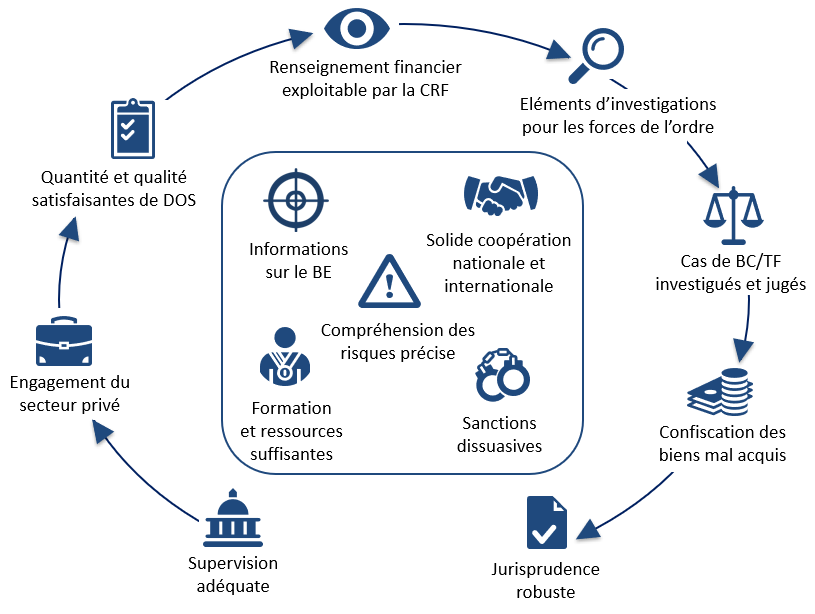 Renseignement financier
exploitable par la CRF
Eléments d’investigations
pour les forces de l’ordre
Cas de BC/TF
investigués et jugés
Confiscation des
biens mal acquis
Jurisprudence
robuste
Supervision
adéquate
Engagement du
secteur privé
Quantité et qualité
satisfaisantes de DOS
Informations
sur le BE
Solide coopération
nationale et
internationale
Compréhension des
risques précise
Formation
et ressources
suffisantes
Sanctions
dissuasives